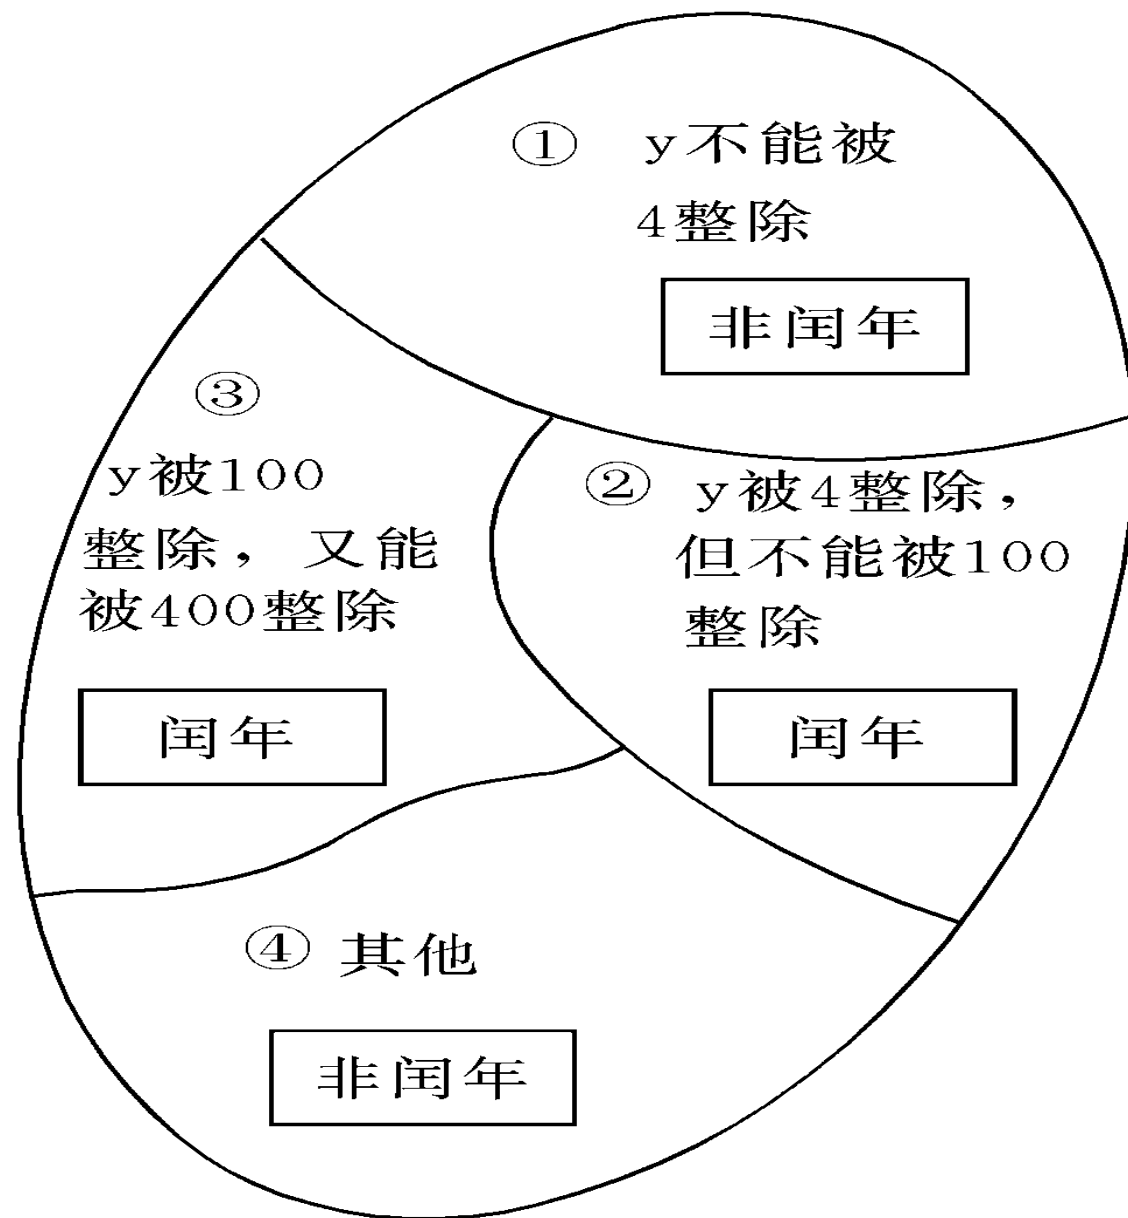 ① y不能被
4整除
非闰年
② y被4整除，
但不能被100
整除
闰年
③
y被100
整除，又能
被400整除
闰年
④ 其他
非闰年